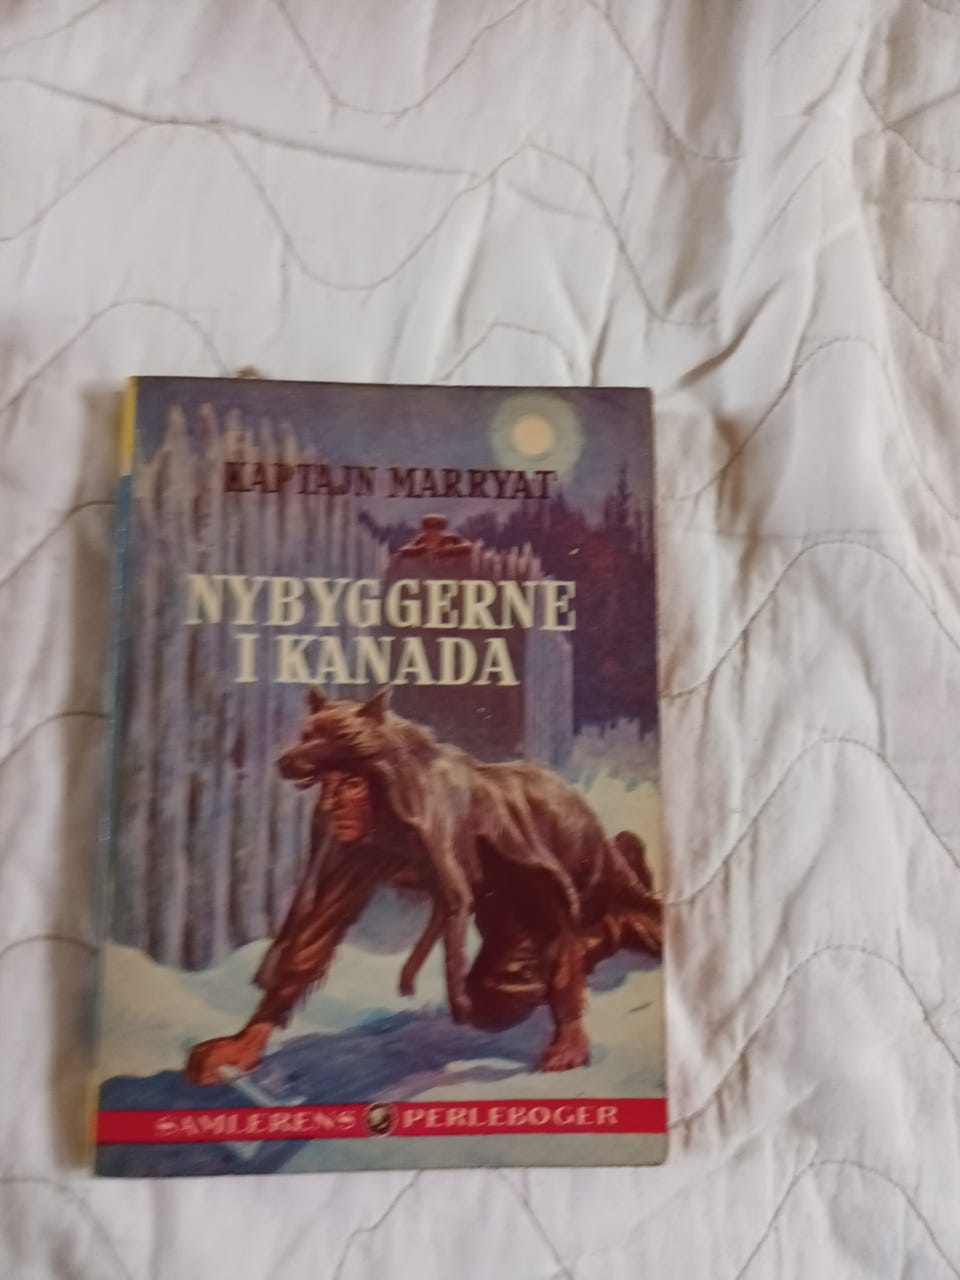 KAPTAJN MARRYAT
NYBYGGERNE
I KANADA
SAMLERENS PERLEBØGER